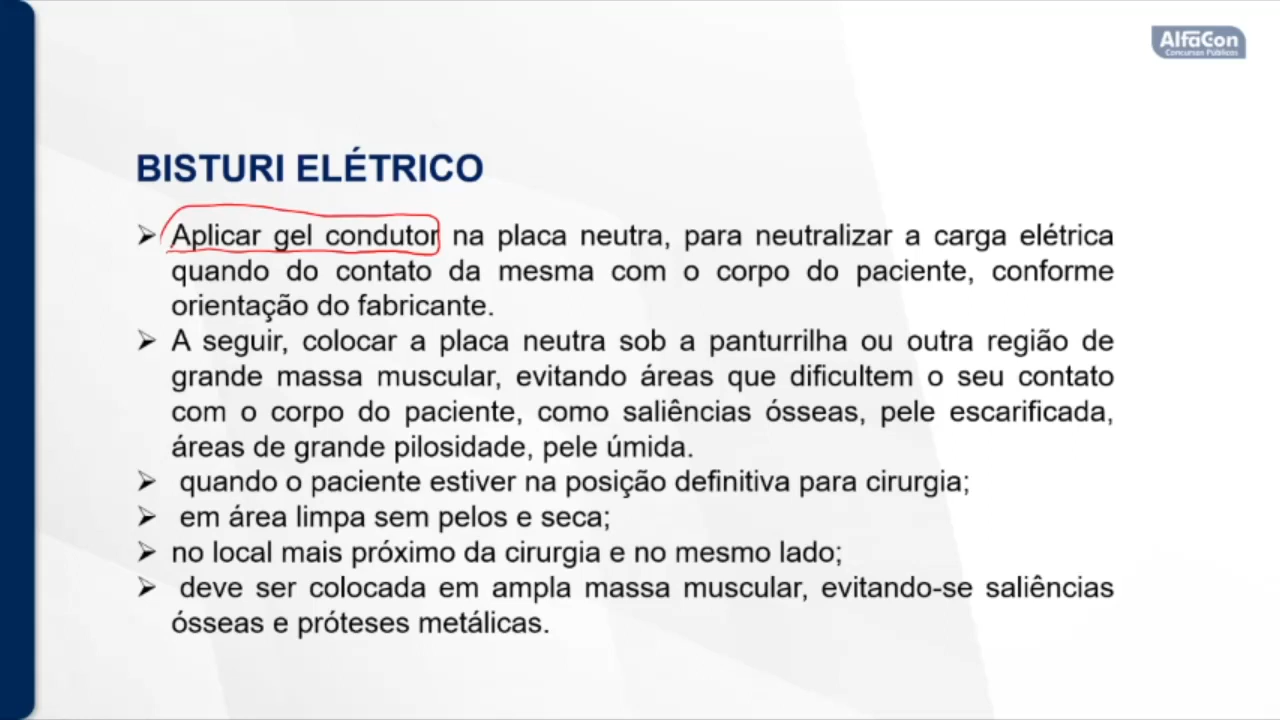 AlfaCon
Concursos Públicos
BISTURI ELÉTRICO
➢ Aplicar gel condutor na placa neutra, para neutralizar a carga elétrica
quando do contato da mesma com o corpo do paciente, conforme
orientação do fabricante.
➢ A seguir, colocar a placa neutra sob a panturrilha ou outra região de
grande massa muscular, evitando áreas que dificultem o seu contato
com o corpo do paciente, como saliências ósseas, pele escarificada,
áreas de grande pilosidade, pele úmida.
➢ quando o paciente estiver na posição definitiva para cirurgia;
➢ em área limpa sem pelos e seca;
➢ no local mais próximo da cirurgia e no mesmo lado;
➢ deve ser colocada em ampla massa muscular, evitando-se saliências
ósseas e próteses metálicas.